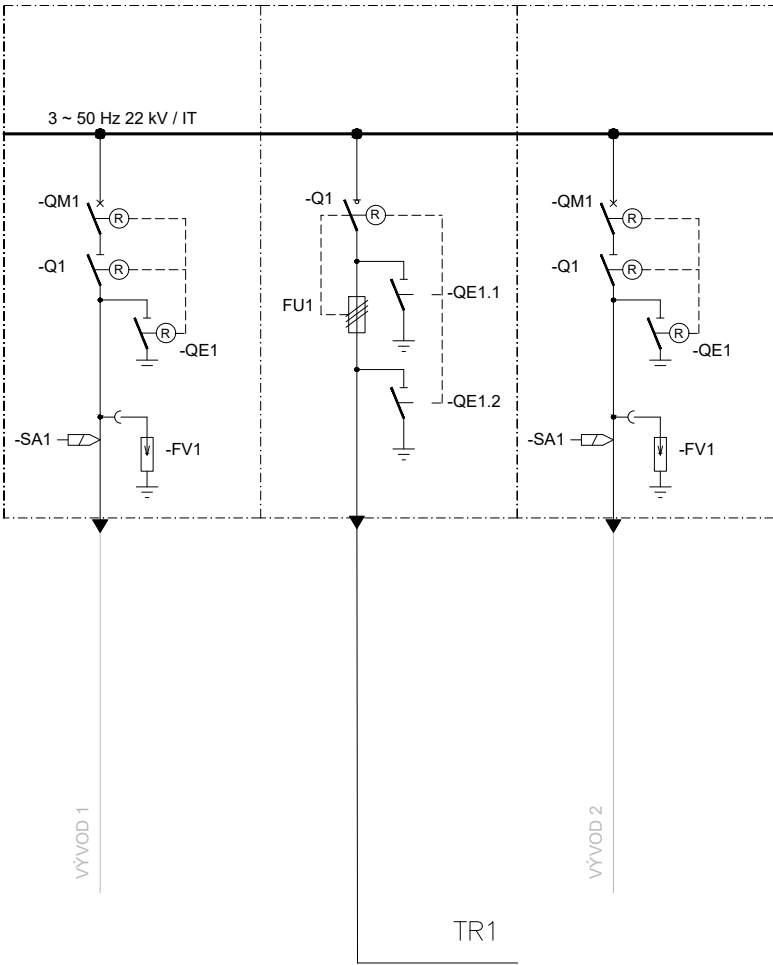 3 ~ 50 Hz 22 kV / IT
-QM1
R
-Q1
R
R
-QE1
-SA1
-FV1
VÝVOD 1
-Q1
R
FU1
-QE1.1
-QE1.2
TR1
-QM1
R
-Q1
R
R
-QE1
-SA1
-FV1
VÝVOD 2